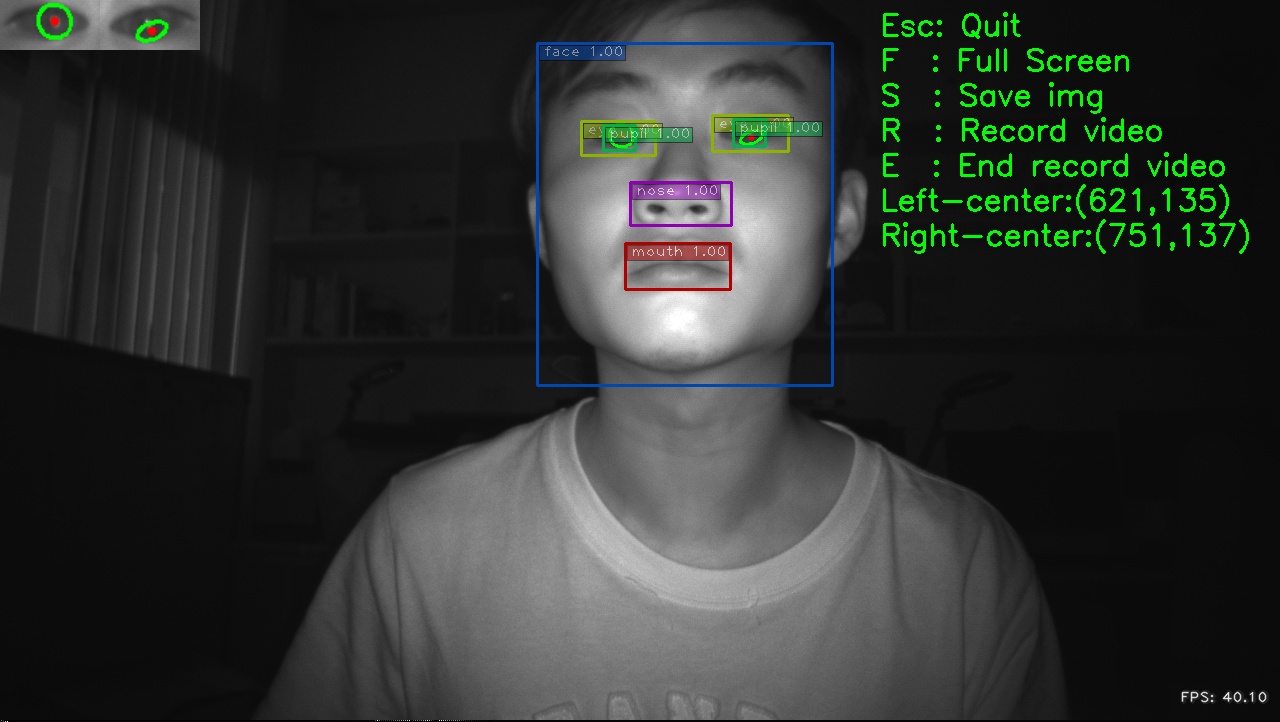 Esc: Quit
F : Full Screen
S : Save img
R : Record video
E : End record video
Left-center:(621,135)
Right-center:(751,137)
face 1.00
pupil 1.00
pupil 1.00
nose 1.00
mouth 1.00
FPS: 40.10